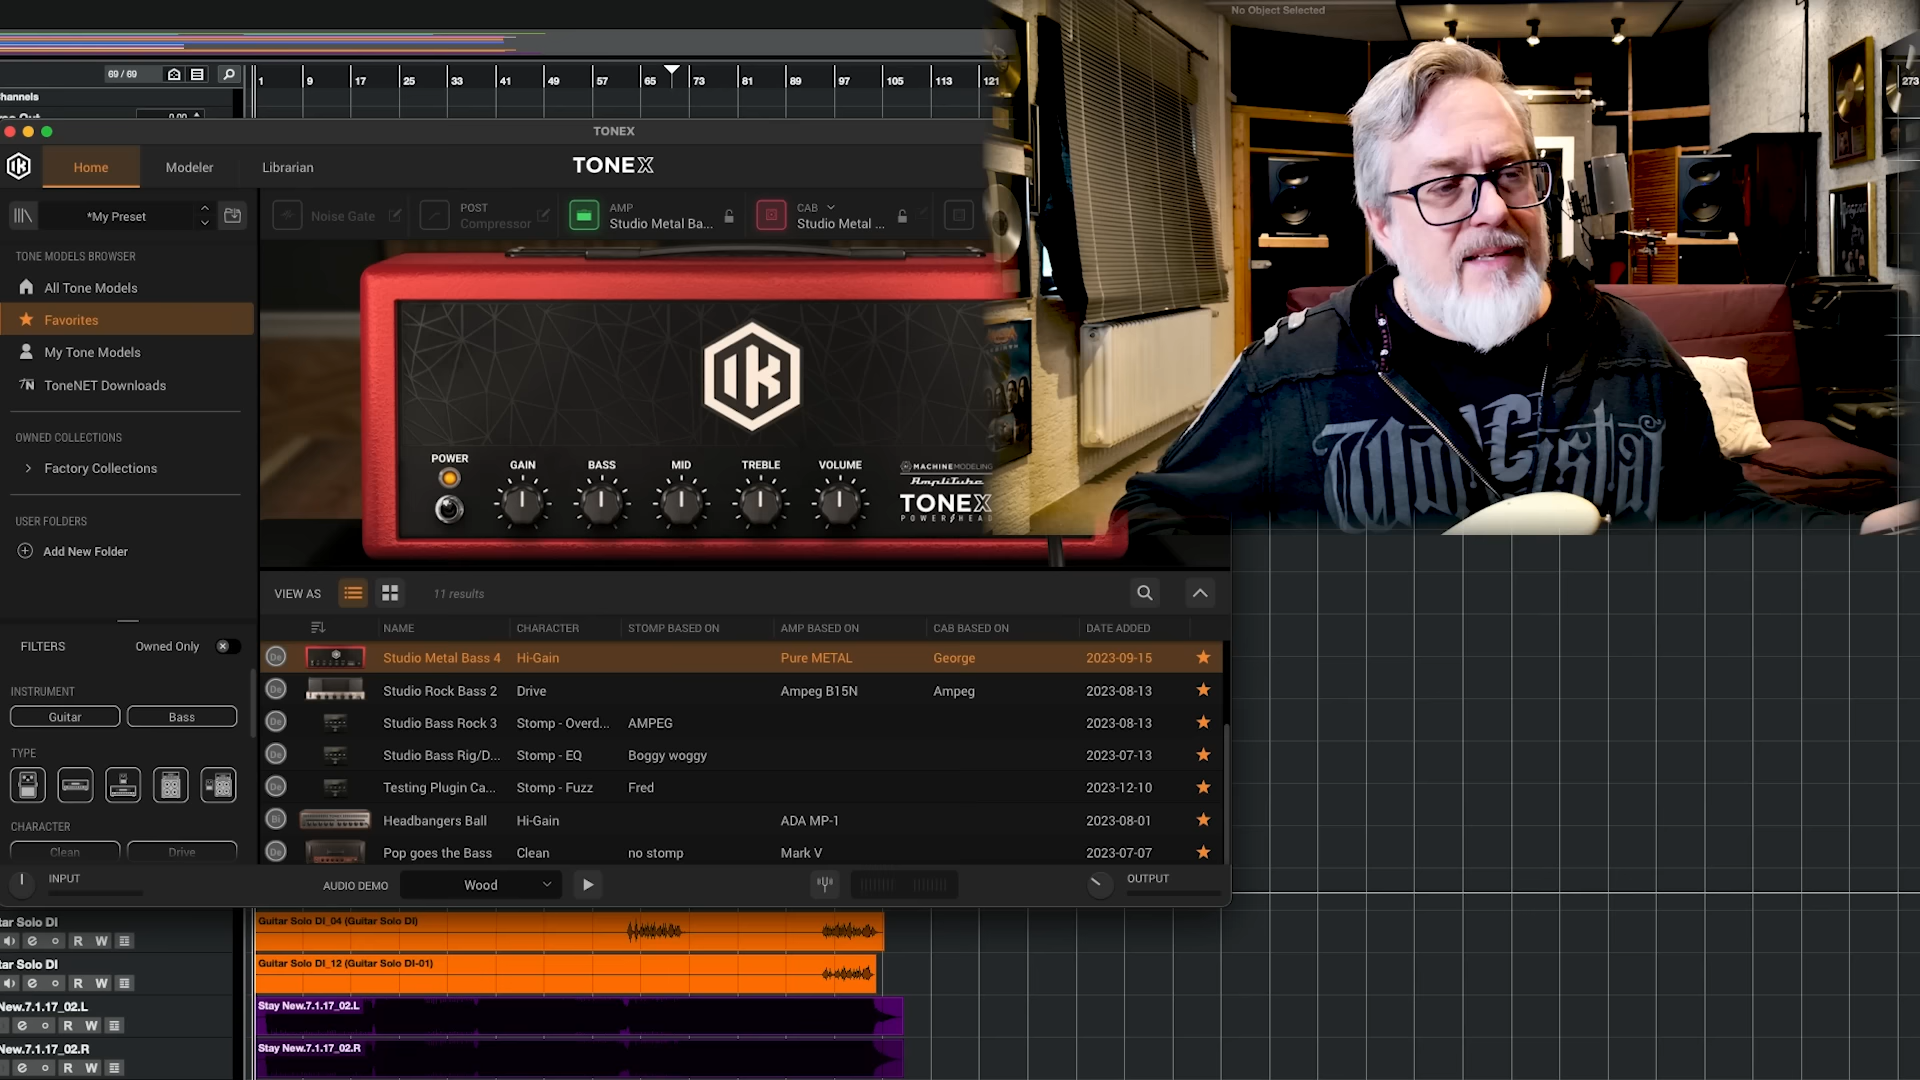 No Object Selected
69 / 69
1 9 17 25 33 41 49 57 65 73 81 89 97 105 113 121 273
hannels
0.00
TONEX
Home
Modeler
Librarian
TONEX
*My Preset
Noise Gate
POST
Compressor
AMP
Studio Metal Ba...
CAB
Studio Metal ...
TONE MODELS BROWSER
All Tone Models
Favorites
My Tone Models
ToneNET Downloads
OWNED COLLECTIONS
Factory Collections
USER FOLDERS
Add New Folder
POWER
GAIN BASS MID TREBLE VOLUME
MACHINE MODELING
AmpliTube
TONEX
POWERHEAD
VIEW AS
11 results
NAME CHARACTER STOMP BASED ON AMP BASED ON CAB BASED ON DATE ADDED
De Studio Metal Bass 4 Hi-Gain Pure METAL George 2023-09-15
De Studio Rock Bass 2 Drive Ampeg B15N Ampeg 2023-08-13
De Studio Bass Rock 3 Stomp - Overd... AMPEG 2023-08-13
De Studio Bass Rig/D... Stomp - EQ Boggy woggy 2023-07-13
De Testing Plugin Ca... Stomp - Fuzz Fred 2023-12-10
Bi Headbangers Ball Hi-Gain ADA MP-1 2023-08-01
De Pop goes the Bass Clean no stomp Mark V 2023-07-07
FILTERS
Owned Only
INSTRUMENT
Guitar
Bass
TYPE
CHARACTER
Clean
Drive
INPUT
AUDIO DEMO
Wood
OUTPUT
tar Solo DI
R W
Guitar Solo DI_04 (Guitar Solo DI)
tar Solo DI
R W
Guitar Solo DI_12 (Guitar Solo DI-01)
New.7.1.17_02.L
R W
Stay New.7.1.17_02.L
New.7.1.17_02.R
R W
Stay New.7.1.17_02.R